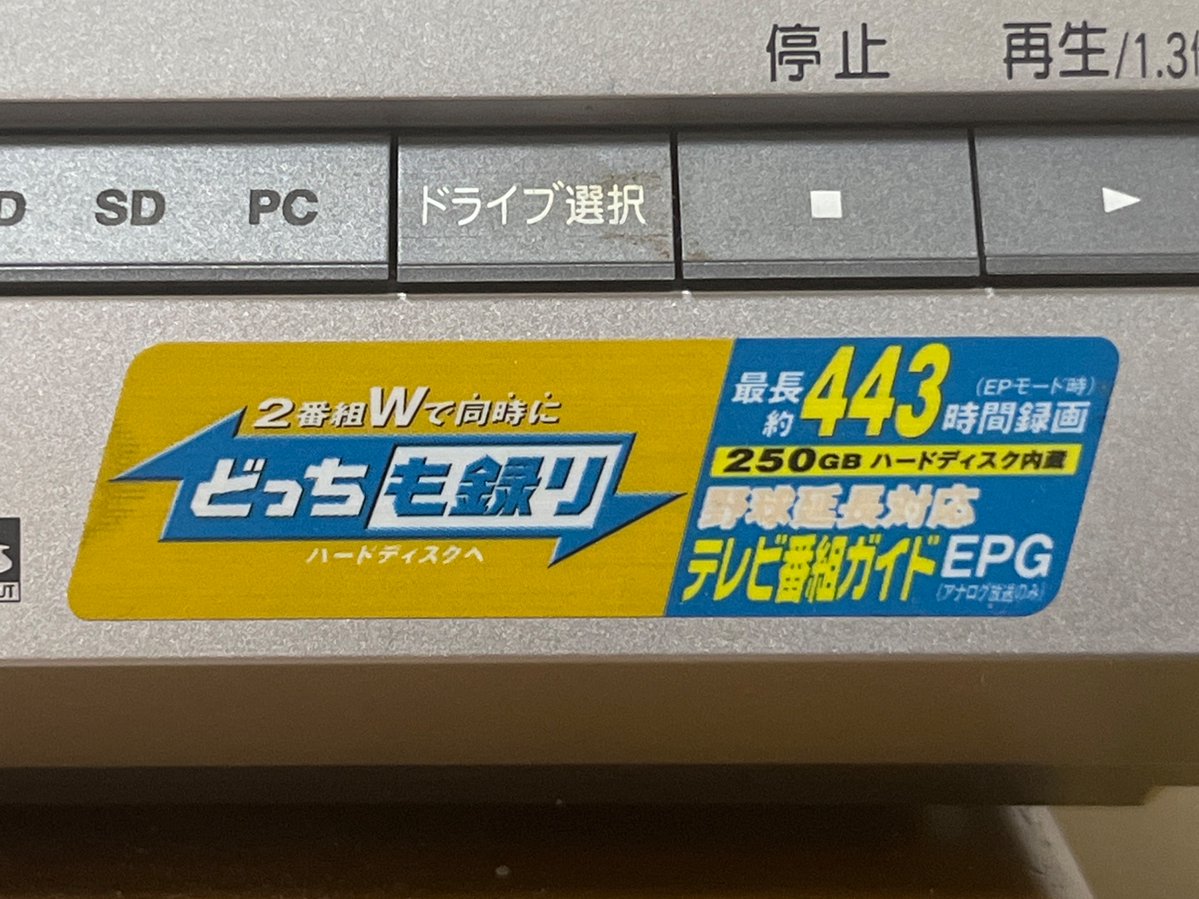 停止 再生/1.3
D SD PC ドライブ選択
2番組Wで同時に
どっちも録り
ハードディスクへ
最長約443時間録画
(EPモード時)
250GB ハードディスク内蔵
野球延長対応
テレビ番組ガイドEPG
(アナログ放送のみ)